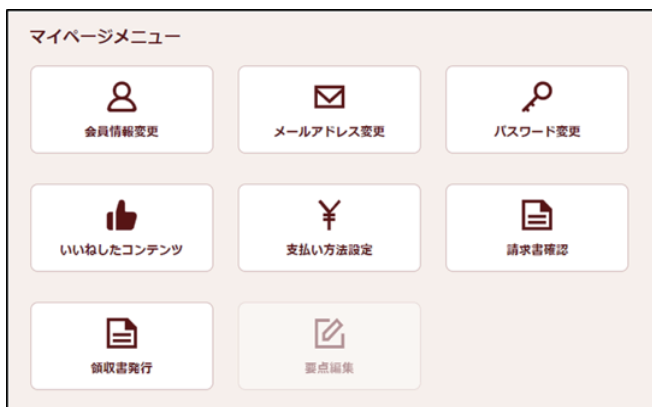 マイページメニュー
会員情報変更
メールアドレス変更
パスワード変更
いいねしたコンテンツ
支払い方法設定
請求書確認
領収書発行
要点編集